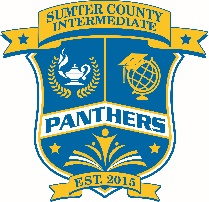 SUMTER COUNTY
INTERMEDIATE
PANTHERS
EST. 2015